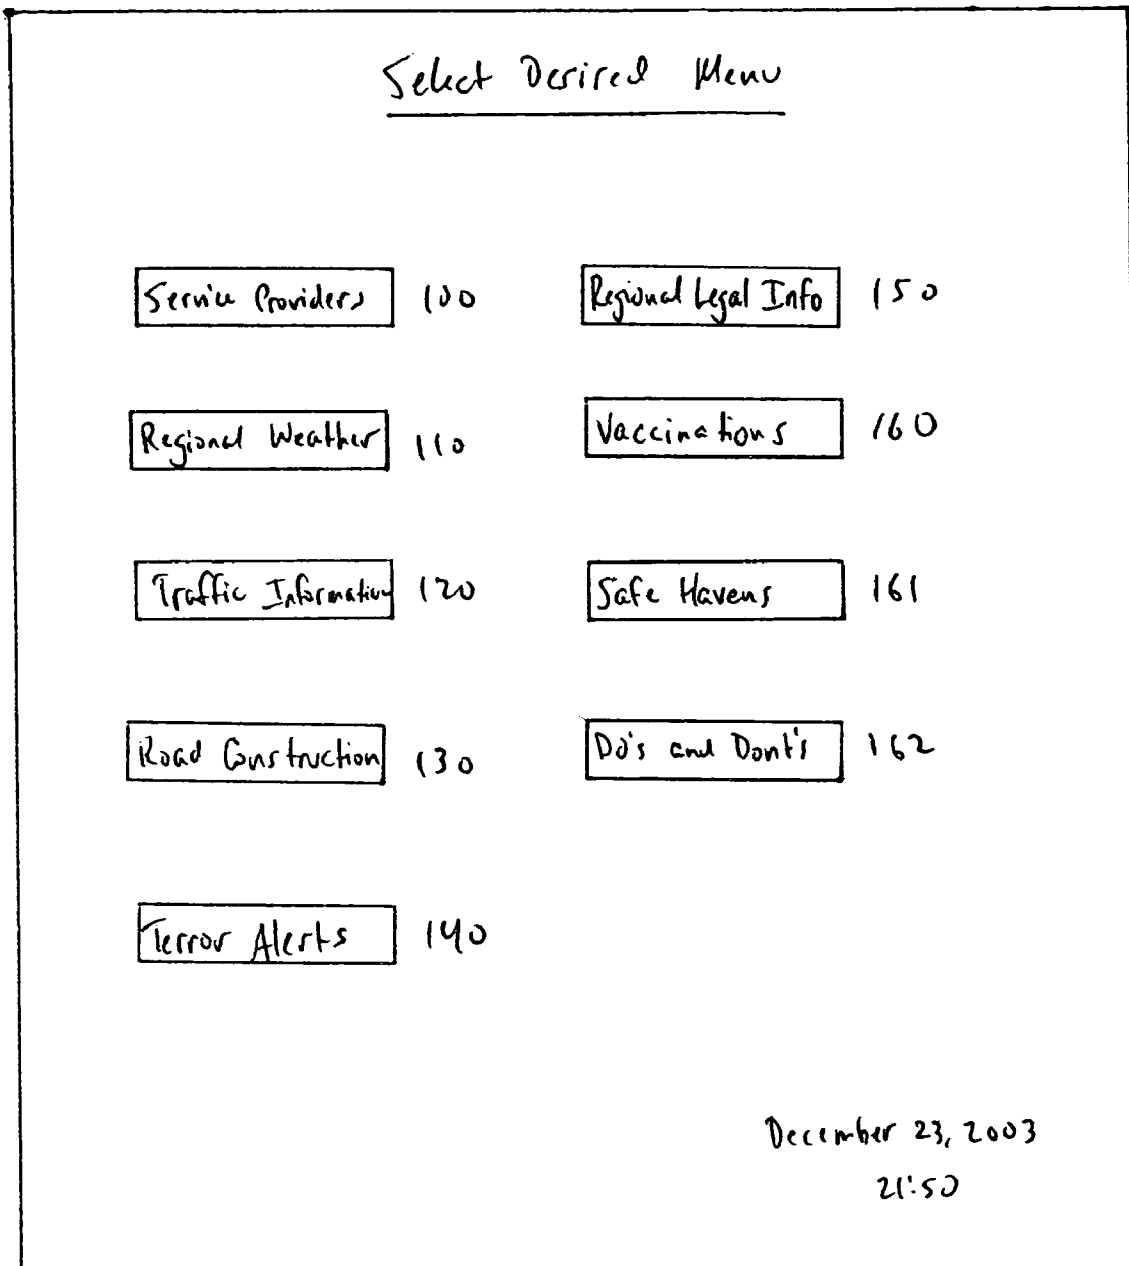 Select Desired Menu
Service Providers 100
Regional Legal Info 150
Regional Weather 110
Vaccinations 160
Traffic Information 120
Safe Havens 161
Road Construction 130
Do's and Dont's 162
Terror Alerts 140
December 23, 2003
21:50